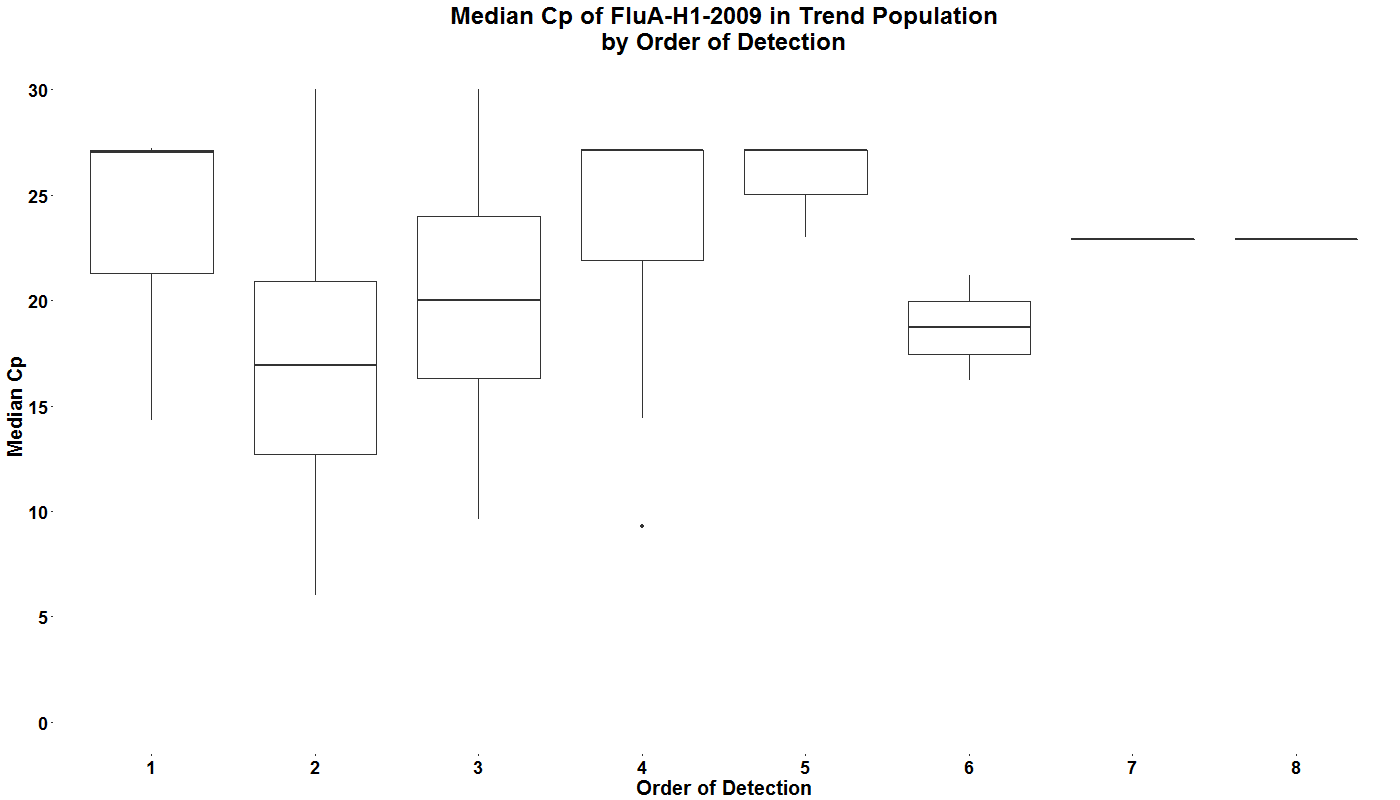 Median Cp of FluA-H1-2009 in Trend Population
by Order of Detection
30
25
20
15
10
5
0
Median Cp
1 2 3 4 5 6 7 8
Order of Detection